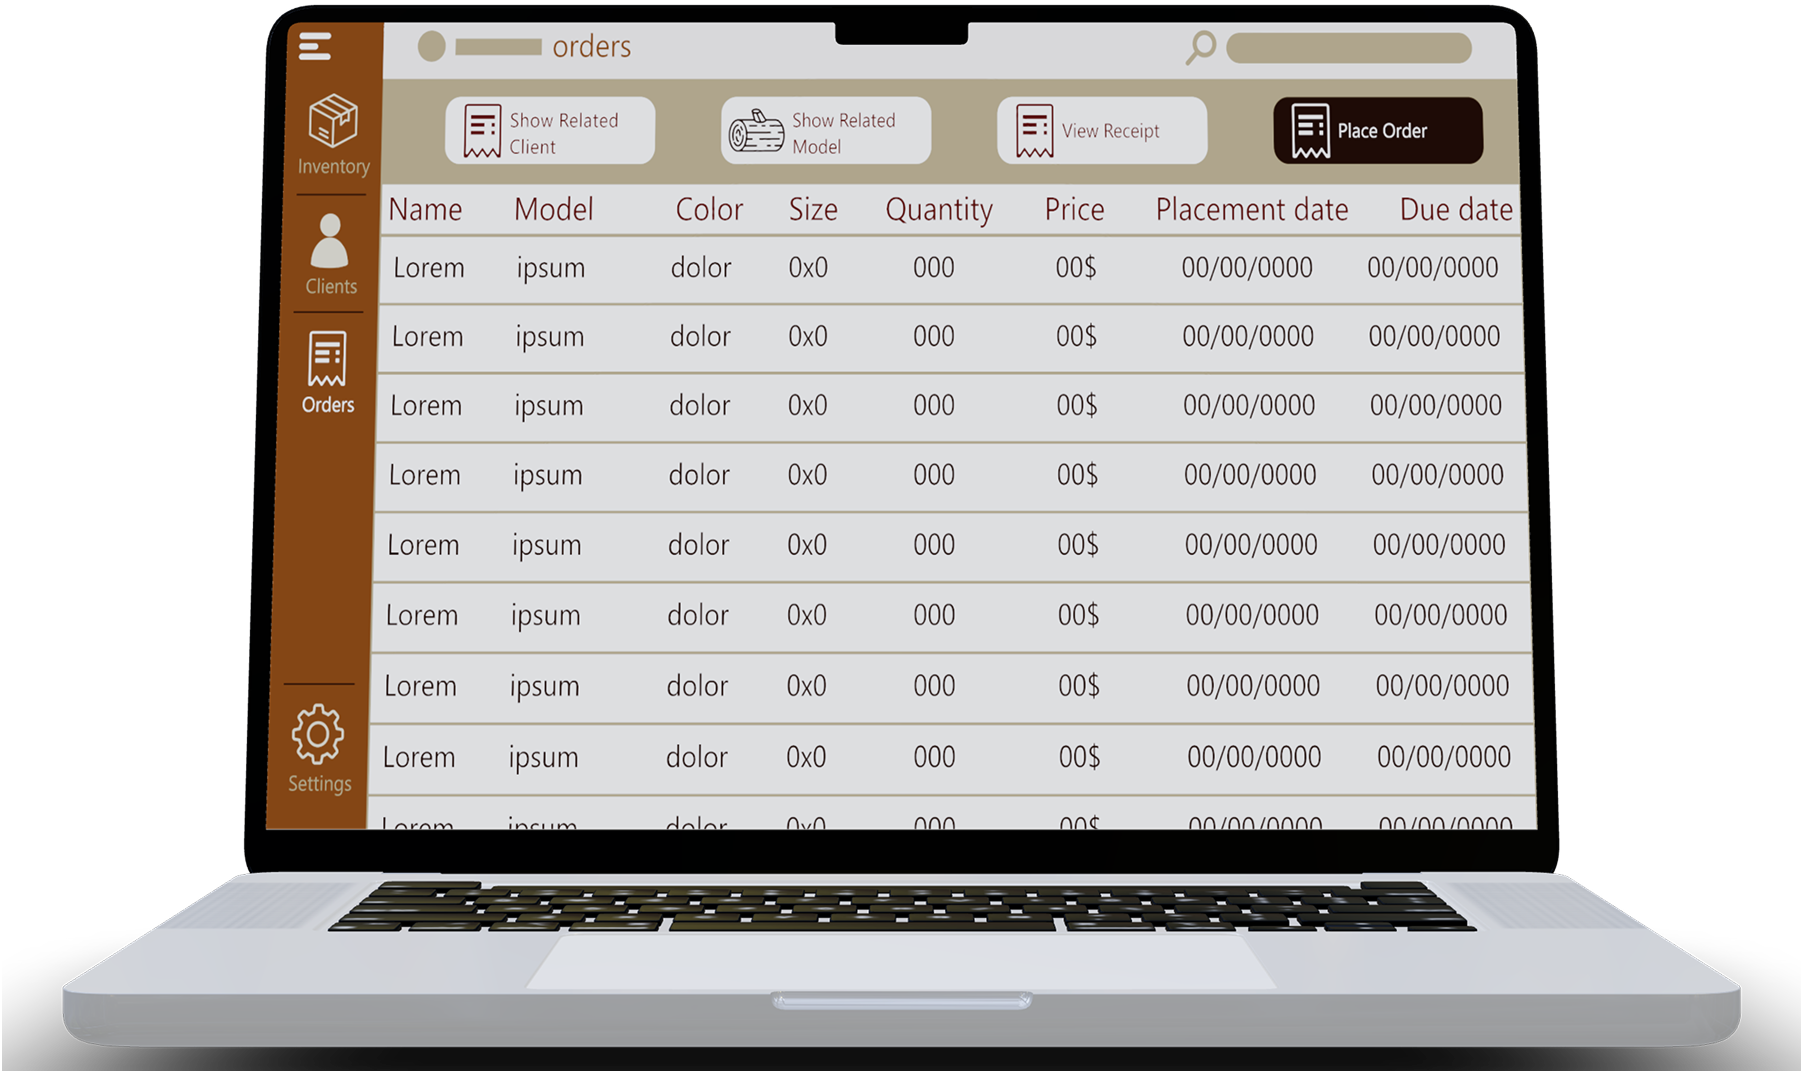 orders
Show Related
Client
Show Related
Model
View Receipt
Place Order
Inventory
Clients
Orders
Settings
Name Model Color Size Quantity Price Placement date Due date
Lorem ipsum dolor 0x0 000 00$ 00/00/0000 00/00/0000
Lorem ipsum dolor 0x0 000 00$ 00/00/0000 00/00/0000
Lorem ipsum dolor 0x0 000 00$ 00/00/0000 00/00/0000
Lorem ipsum dolor 0x0 000 00$ 00/00/0000 00/00/0000
Lorem ipsum dolor 0x0 000 00$ 00/00/0000 00/00/0000
Lorem ipsum dolor 0x0 000 00$ 00/00/0000 00/00/0000
Lorem ipsum dolor 0x0 000 00$ 00/00/0000 00/00/0000
Lorem ipsum dolor 0x0 000 00$ 00/00/0000 00/00/0000
Lorem ipsum dolor 0x0 000 00$ 00/00/0000 00/00/0000